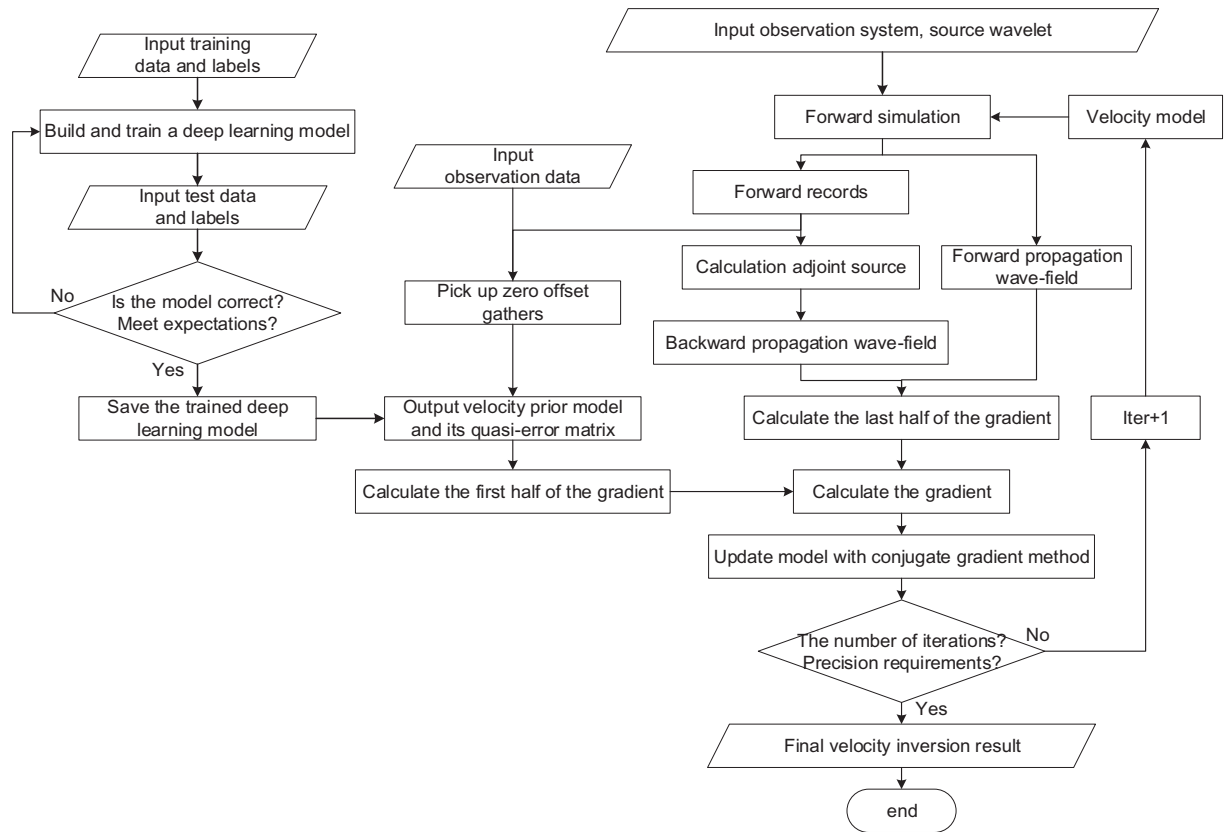 Input training
data and labels
Build and train a deep learning model
Input test data
and labels
No
Is the model correct?
Meet expectations?
Yes
Save the trained deep
learning model
Input
observation data
Pick up zero offset
gathers
Output velocity prior model
and its quasi-error matrix
Calculate the first half of the gradient
Input observation system, source wavelet
Forward simulation
Velocity model
Forward records
Calculation adjoint source
Forward propagation
wave-field
Backward propagation wave-field
Calculate the last half of the gradient
Iter+1
Calculate the gradient
Update model with conjugate gradient method
The number of iterations?
Precision requirements?
No
Yes
Final velocity inversion result
end